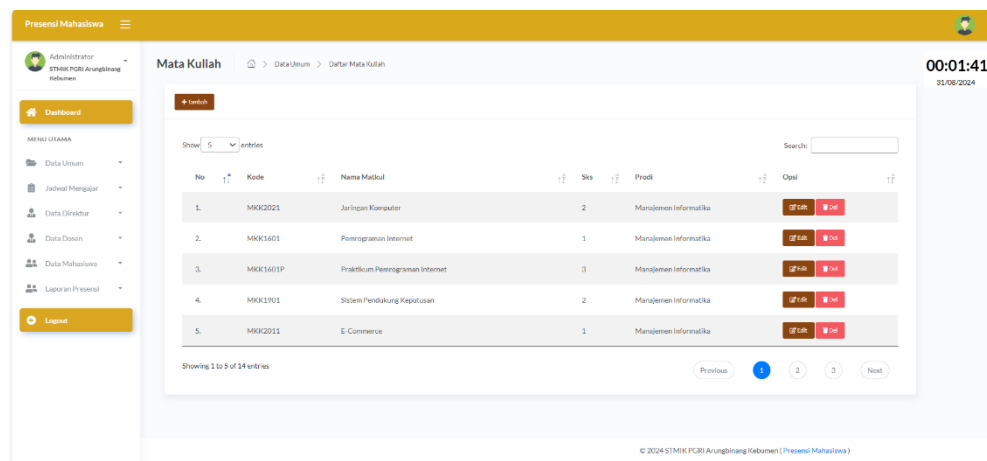 Presensi Mahasiswa
Administrator
STMIK PGRI Arungbinang
Kebumen
Mata Kuliah
Data Umum > Daftar Mata Kuliah
00:01:41
31/08/2024
Dashboard
MENU UTAMA
Data Umum
Jadwal Mengajar
Data Direktur
Data Dosen
Data Mahasiswa
Laporan Presensi
Logout
+ tambah
Show 5 entries
Search:
No Kode Nama Matkul Sks Prodi Opsi
1. MKK2021 Jaringan Komputer 2 Manajemen Informatika Edit Del
2. MKK1601 Pemrograman Internet 1 Manajemen Informatika Edit Del
3. MKK1601P Praktikum Pemrograman Internet 3 Manajemen Informatika Edit Del
4. MKK1901 Sistem Pendukung Keputusan 2 Manajemen Informatika Edit Del
5. MKK2011 E-Commerce 1 Manajemen Informatika Edit Del
Showing 1 to 5 of 14 entries
Previous 1 2 3 Next
© 2024 STMIK PGRI Arungbinang Kebumen ( Presensi Mahasiswa )